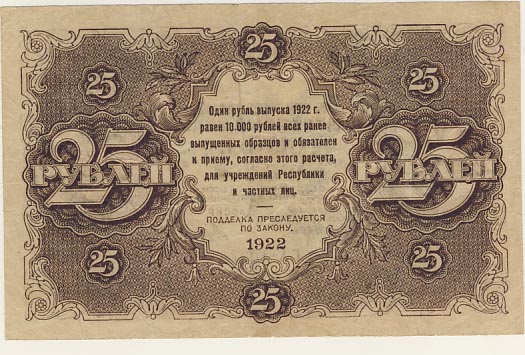 25
25 25
Один рубль выпуска 1922 г.
равен 10.000 рублей всех ранее
выпущенных образцов и обязателен
к приему, согласно этого расчета,
для учреждений Республики
и частных лиц.
25 РУБЛЕЙ
25 РУБЛЕЙ
ПОДДЕЛКА ПРЕСЛЕДУЕТСЯ
ПО ЗАКОНУ.
1922
25 25
25